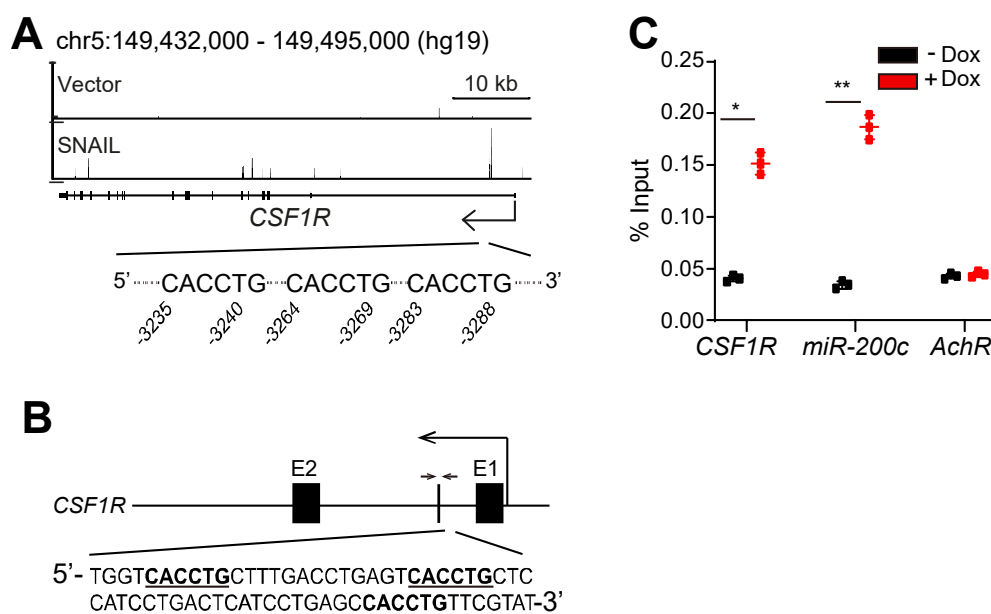 A chr5:149,432,000 - 149,495,000 (hg19)
Vector
10 kb
SNAIL
CSF1R
5’ CACCTG CACCTG CACCTG 3’
-3235 -3240 -3264 -3269 -3283 -3288
B
E2 E1
CSF1R
5’- TGGTCACCTGCTTTGACCTGAGTCACCTGCTC
CATCCTGACTCATCCTGAGCCACCTGTTCGTAT-3’
C
- Dox
+ Dox
0.25
0.20
0.15
0.10
0.05
0.00
% Input
* **
CSF1R miR-200c AchR